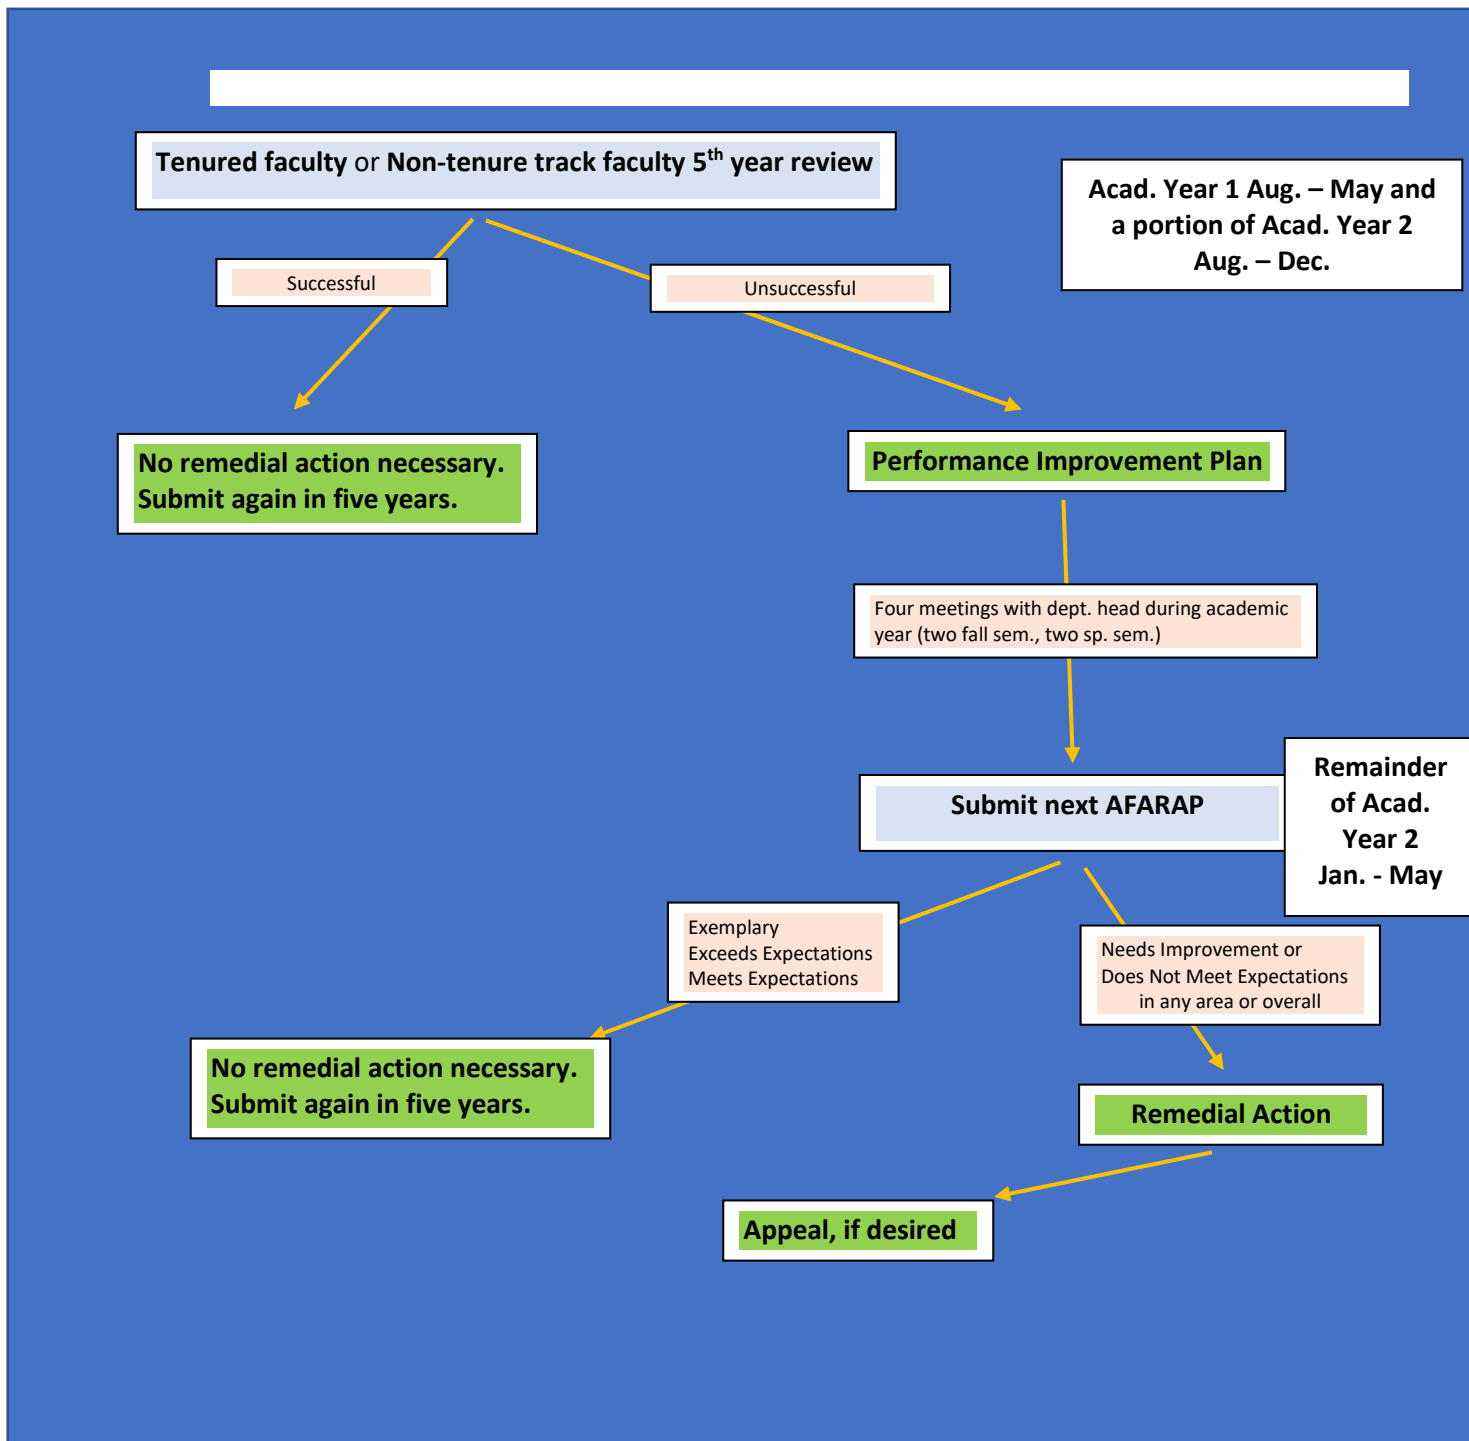 Tenured faculty or Non-tenure track faculty 5th year review
Acad. Year 1 Aug. – May and
a portion of Acad. Year 2
Aug. – Dec.
Successful
Unsuccessful
No remedial action necessary.
Submit again in five years.
Performance Improvement Plan
Four meetings with dept. head during academic
year (two fall sem., two sp. sem.)
Submit next AFARAP
Remainder
of Acad.
Year 2
Jan. - May
Exemplary
Exceeds Expectations
Meets Expectations
Needs Improvement or
Does Not Meet Expectations
in any area or overall
No remedial action necessary.
Submit again in five years.
Remedial Action
Appeal, if desired